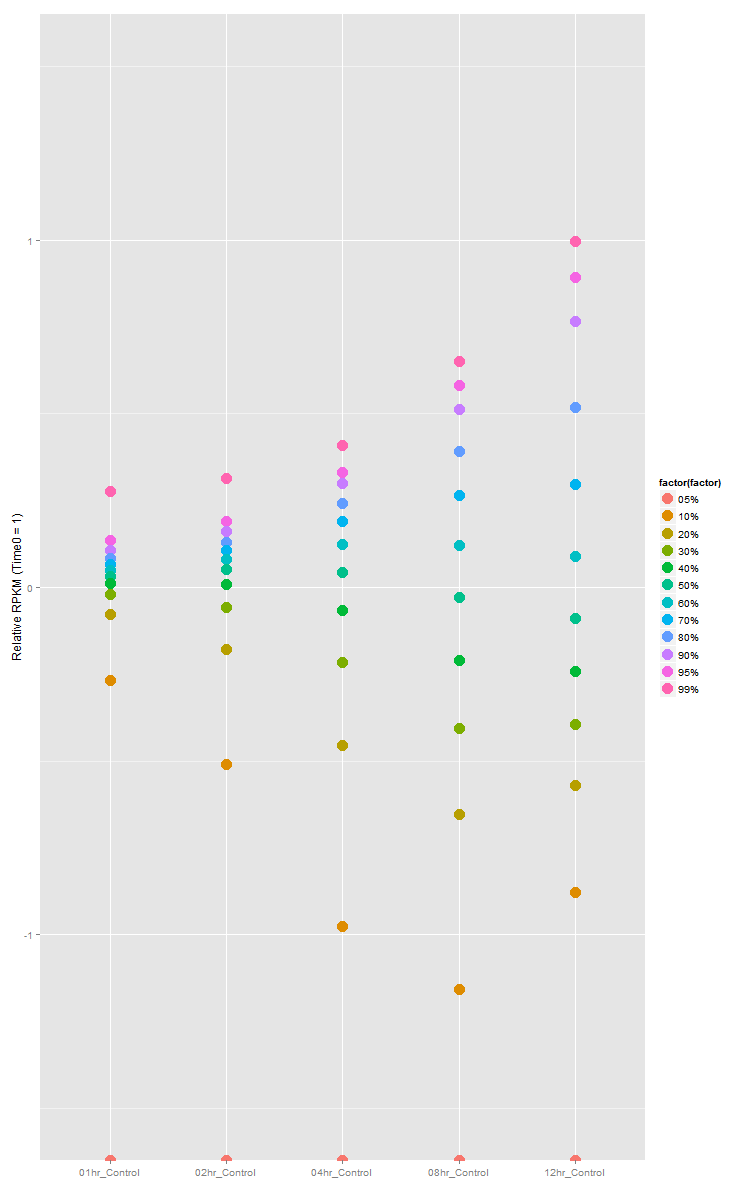 Relative RPKM (Time0 = 1)
1
0
-1
01hr_Control
02hr_Control
04hr_Control
08hr_Control
12hr_Control
factor(factor)
05%
10%
20%
30%
40%
50%
60%
70%
80%
90%
95%
99%